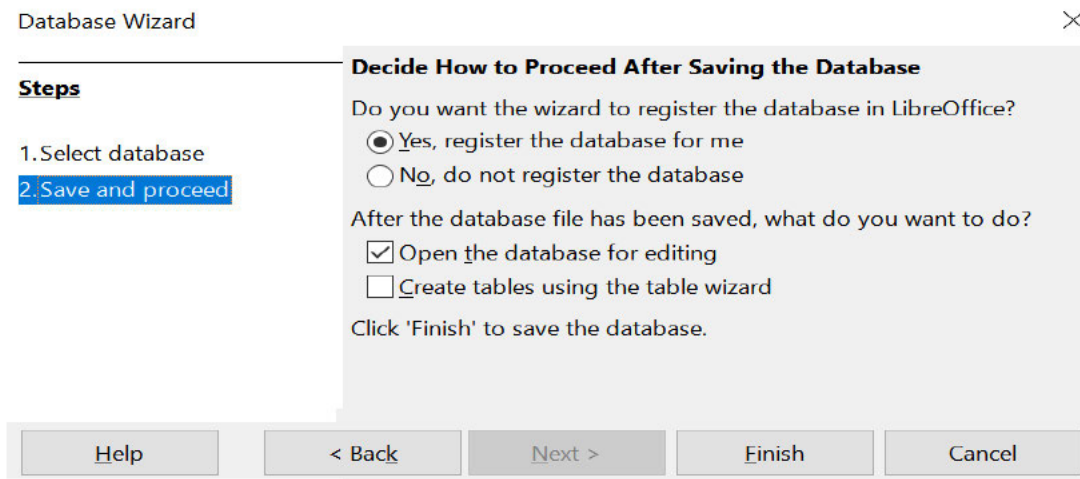 Database Wizard
Steps
1.Select database
2.Save and proceed
Decide How to Proceed After Saving the Database
Do you want the wizard to register the database in LibreOffice?
Yes, register the database for me
No, do not register the database
After the database file has been saved, what do you want to do?
Open the database for editing
Create tables using the table wizard
Click 'Finish' to save the database.
Help
< Back
Next >
Finish
Cancel